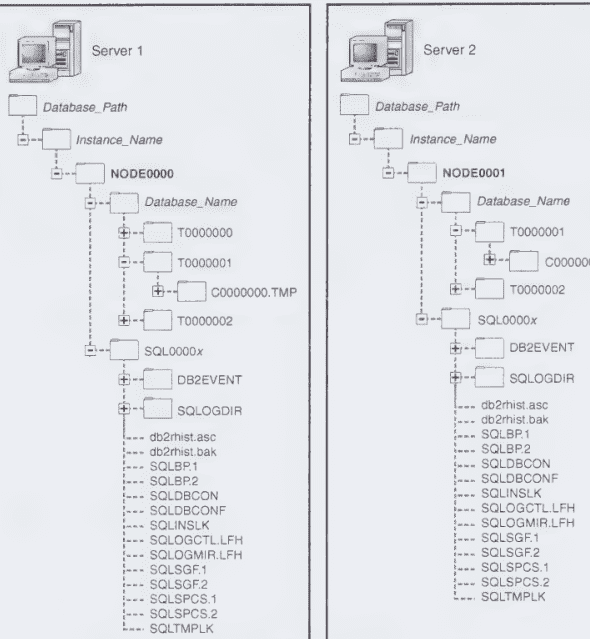 Server 1
Database_Path
Instance_Name
NODE0000
Database_Name
T0000000
T0000001
C0000000.TMP
T0000002
SQL0000x
DB2EVENT
SQLOGDIR
db2rhist.asc
db2rhist.bak
SQLBP.1
SQLBP.2
SQLDBCON
SQLDBCONF
SQLINSLK
SQLOGCTL.LFH
SQLOGMIR.LFH
SQLSGF.1
SQLSGF.2
SQLSPCS.1
SQLSPCS.2
SQLTMPLK
Server 2
Database_Path
Instance_Name
NODE0001
Database_Name
T0000001
T0000002
SQL0000x
DB2EVENT
SQLOGDIR
db2rhist.asc
db2rhist.bak
SQLBP.1
SQLBP.2
SQLDBCON
SQLDBCONF
SQLINSLK
SQLOGCTL.LFH
SQLOGMIR.LFH
SQLSGF.1
SQLSGF.2
SQLSPCS.1
SQLSPCS.2
SQLTMPLK